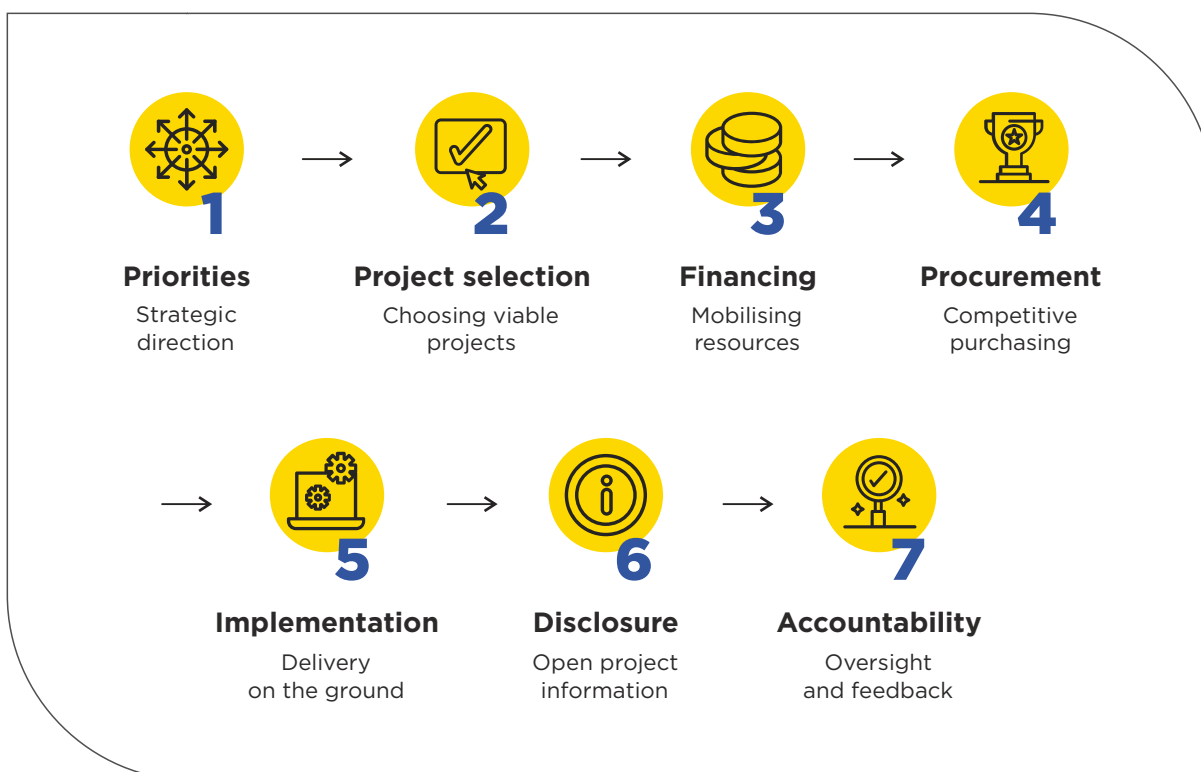 1
2
3
4
Priorities
Project selection
Financing
Procurement
Strategic
direction
Choosing viable
projects
Mobilising
resources
Competitive
purchasing
5
6
7
Implementation
Disclosure
Accountability
Delivery
on the ground
Open project
information
Oversight
and feedback